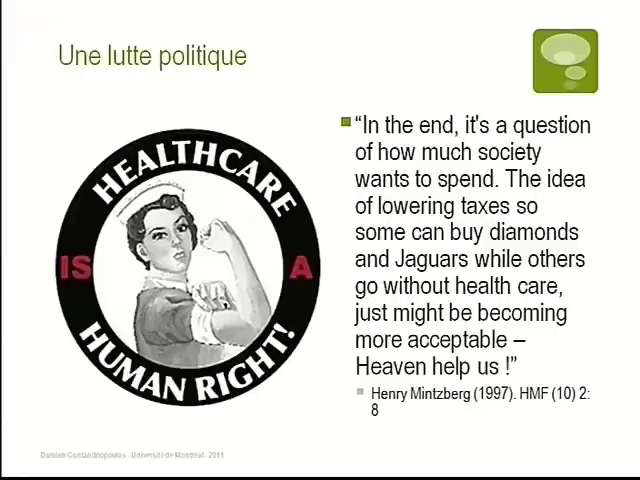 Une lutte politique
HEALTHCARE
IS A
HUMAN RIGHT!
“In the end, it's a question
of how much society
wants to spend. The idea
of lowering taxes so
some can buy diamonds
and Jaguars while others
go without health care,
just might be becoming
more acceptable –
Heaven help us !”
Henry Mintzberg (1997). HMF (10) 2:
8
Damien Contandriopoulos - Université de Montréal - 2011